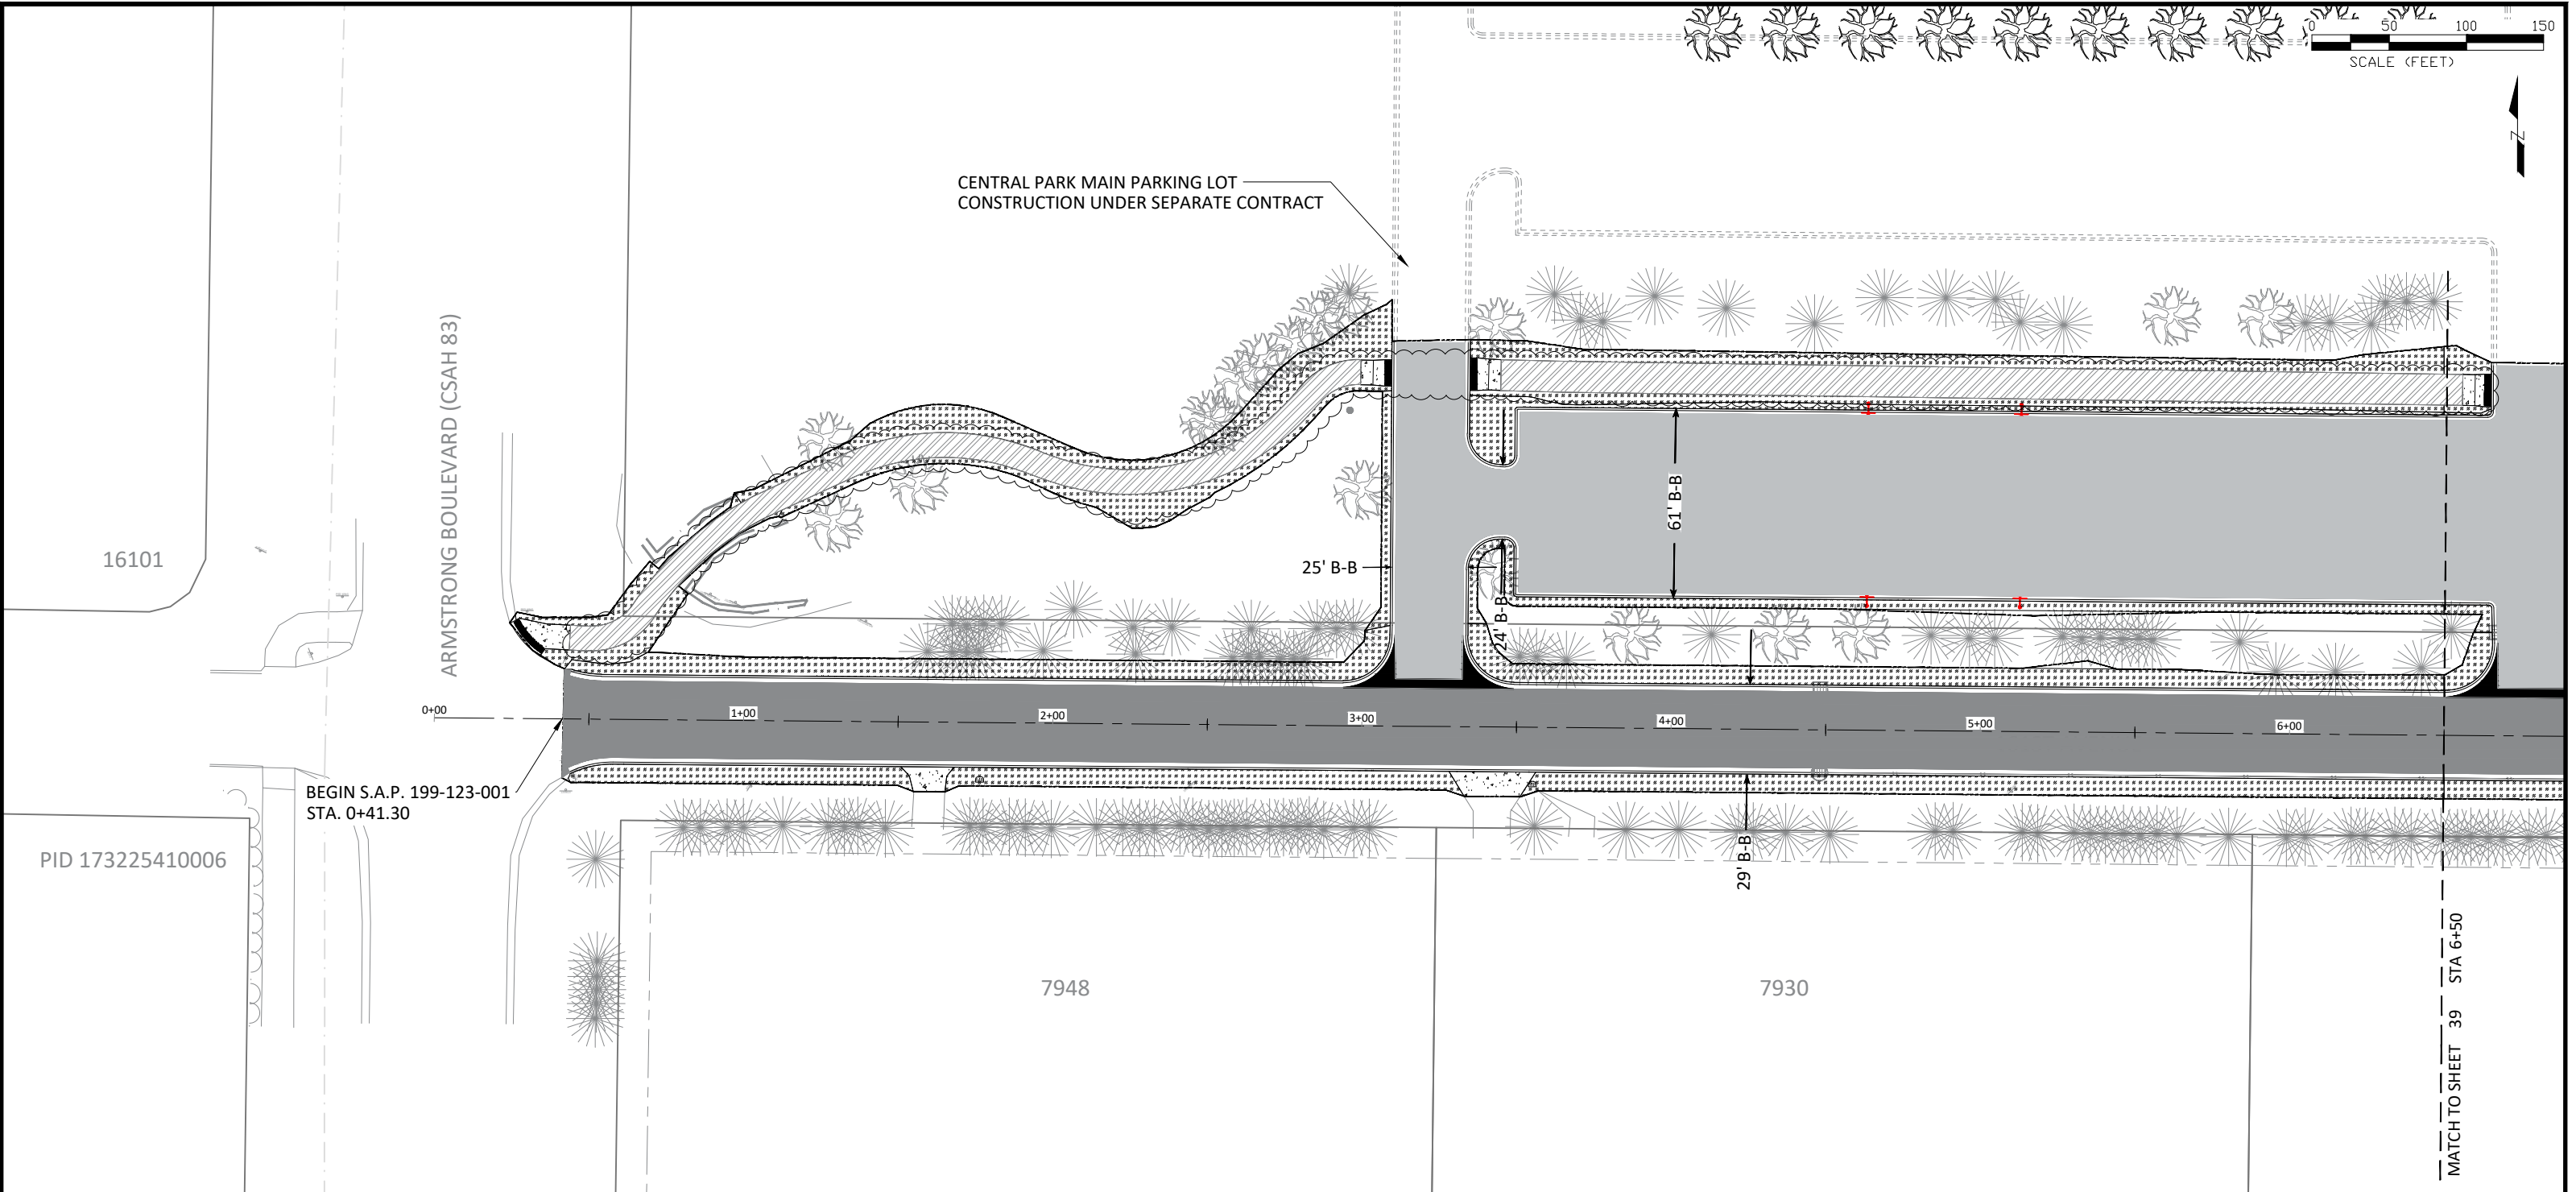 0 50 100 150
SCALE (FEET)
Z
CENTRAL PARK MAIN PARKING LOT
CONSTRUCTION UNDER SEPARATE CONTRACT
ARMSTRONG BOULEVARD (CSAH 83)
16101
61' B-B
25' B-B
24' B-B
0+00
1+00
2+00
3+00
4+00
5+00
6+00
BEGIN S.A.P. 199-123-001
STA. 0+41.30
PID 173225410006
29' B-B
7948
7930
MATCH TO SHEET 39 STA 6+50